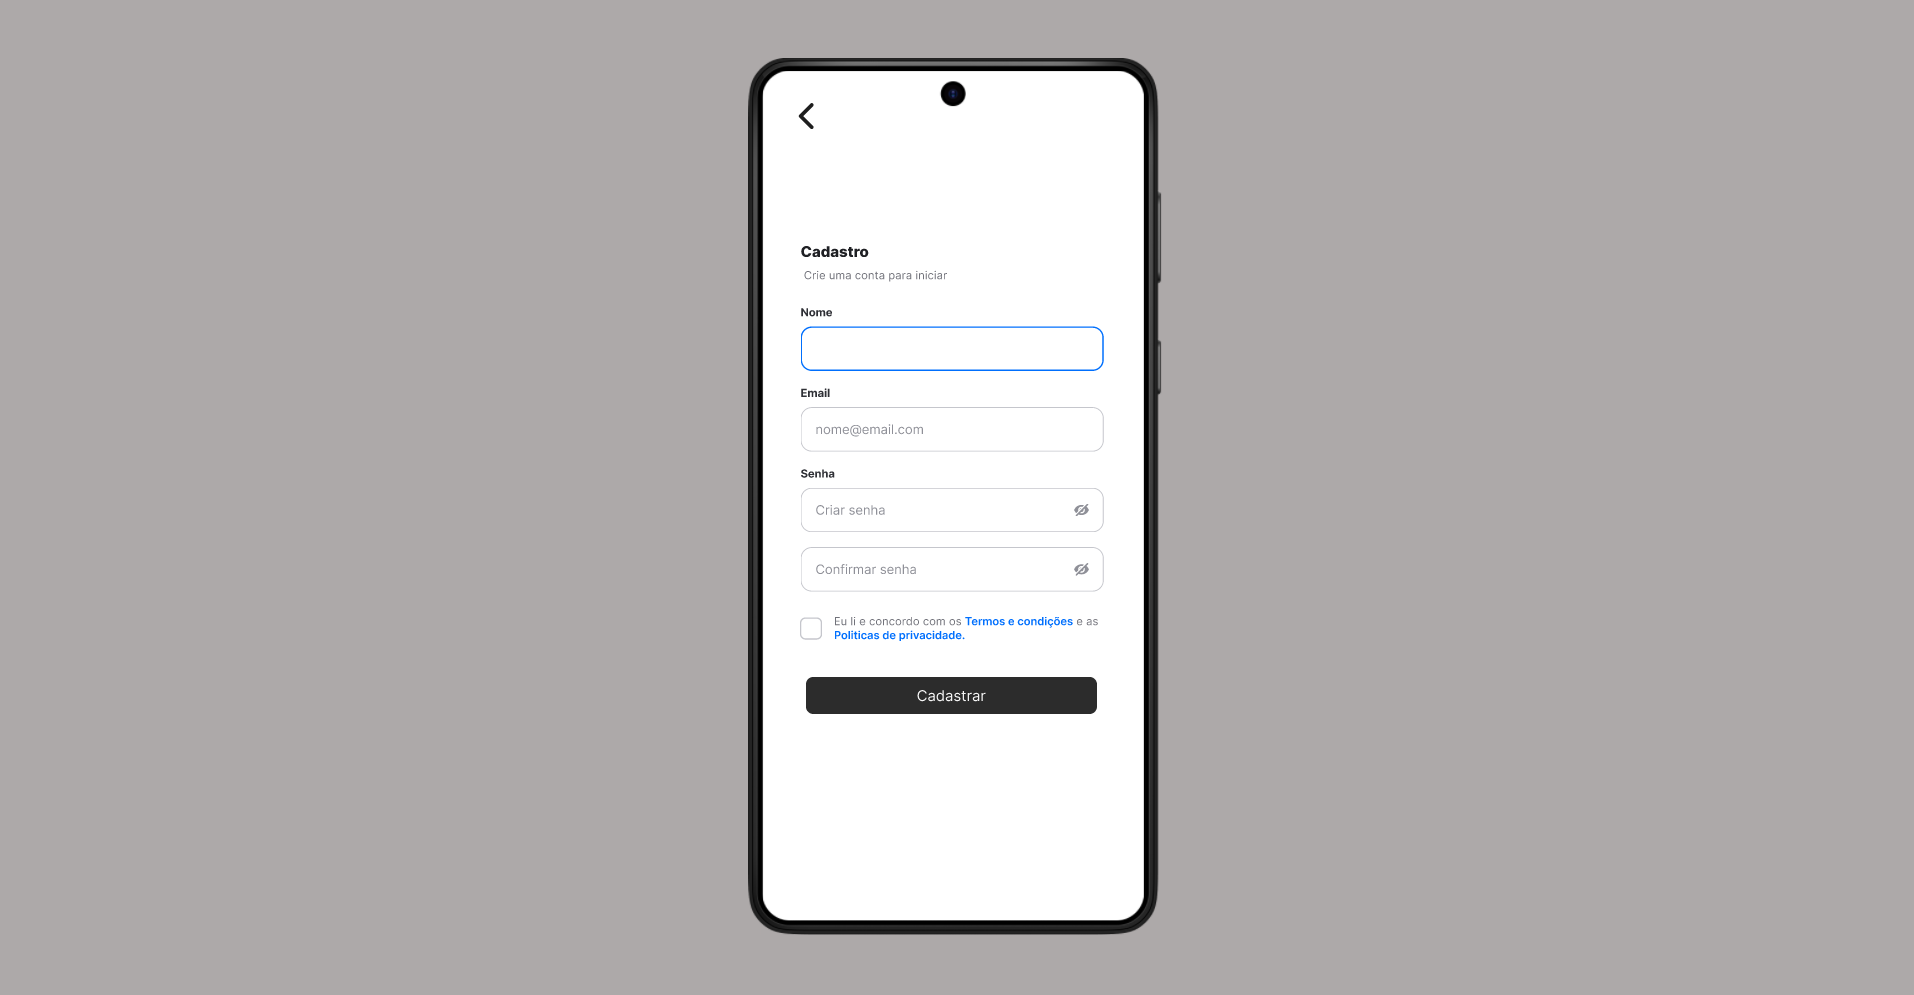 Cadastro
Crie uma conta para iniciar
Nome
Email
nome@email.com
Senha
Criar senha
Confirmar senha
Eu li e concordo com os Termos e condições e as
Politicas de privacidade.
Cadastrar